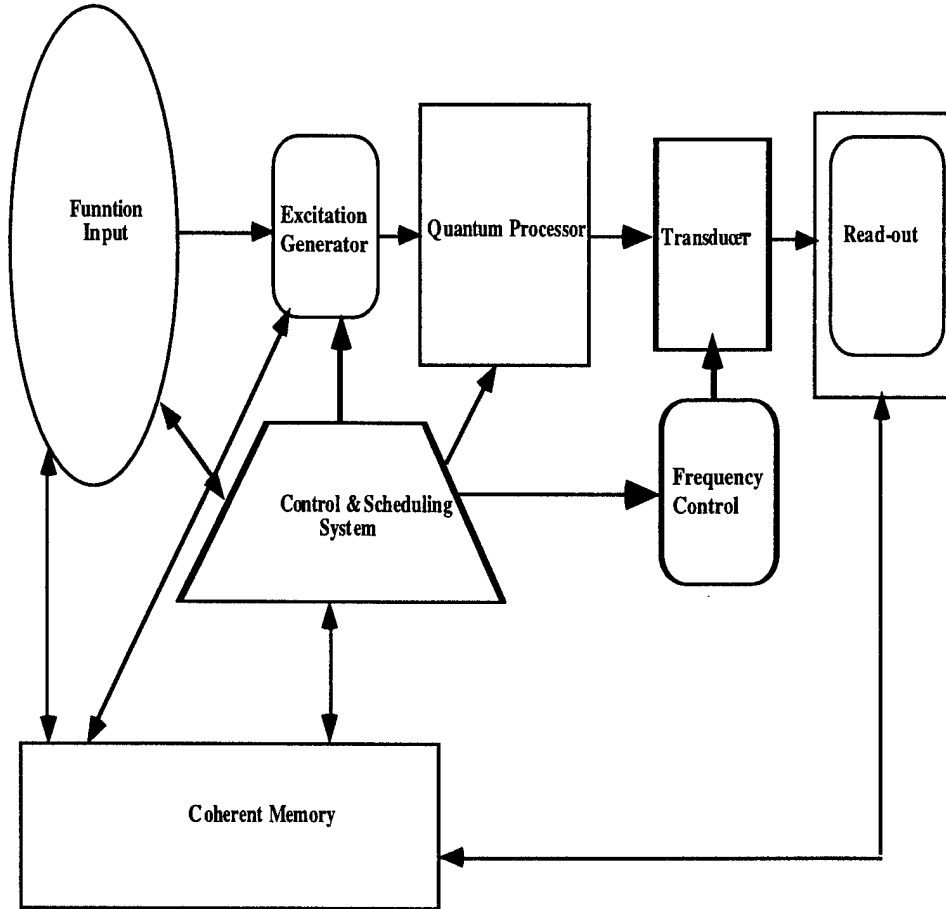 Funntion
Input
Excitation
Generator
Quantum Processor
Transducer
Read-out
Control & Scheduling
System
Frequency
Control
Coherent Memory